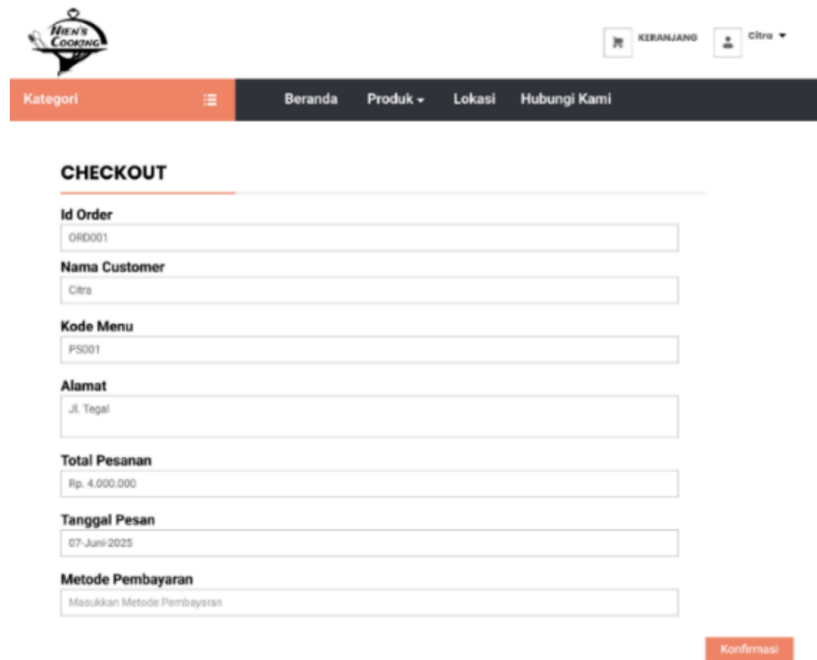 Nien's
Cooking
KERANJANG
Citra
Kategori
Beranda Produk Lokasi Hubungi Kami
CHECKOUT
Id Order
ORD001
Nama Customer
Citra
Kode Menu
PS001
Alamat
Jl. Tegal
Total Pesanan
Rp. 4.000.000
Tanggal Pesan
07-Juni-2025
Metode Pembayaran
Masukkan Metode Pembayaran
Konfirmasi